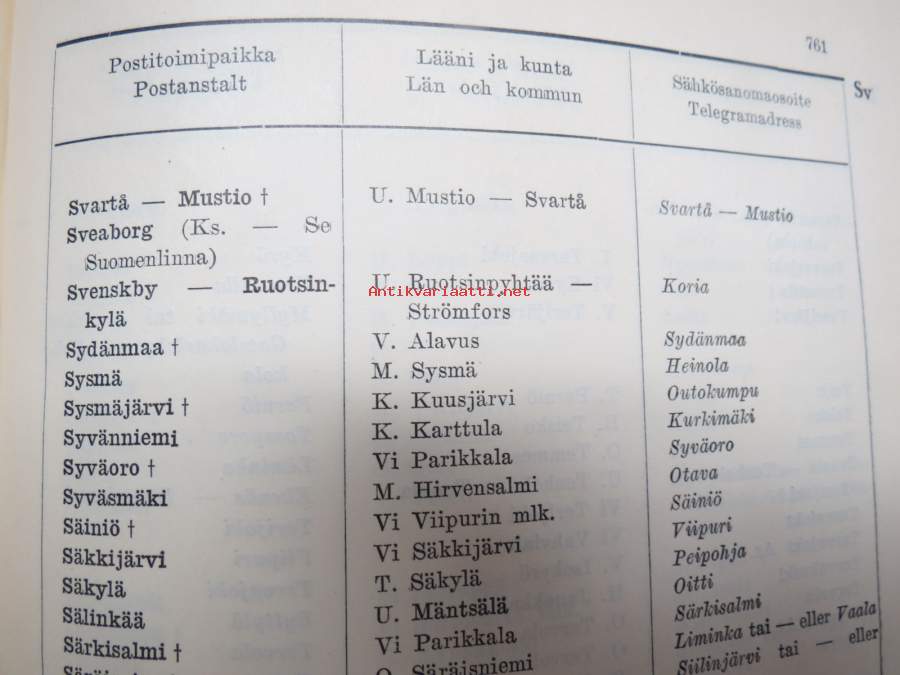 761
Sv
Postitoimipaikka
Postanstalt
Lääni ja kunta
Län och kommun
Sähkösanomaosoite
Telegramadress
Svartå — Mustio † U. Mustio — Svartå Svartå — Mustio
Sveaborg (Ks. — Se
Suomenlinna)
Svenskby — Ruotsin- U. Ruotsinpyhtää — Koria
kylä Strömfors
Sydänmaa † V. Alavus Sydänmaa
Sysmä M. Sysmä Heinola
Sysmäjärvi † K. Kuusjärvi Outokumpu
Syvänniemi K. Karttula Kurkimäki
Syväoro † Vi Parikkala Syväoro
Syväsmäki M. Hirvensalmi Otava
Säiniö † Vi Viipurin mlk. Säiniö
Säkkijärvi Vi Säkkijärvi Viipuri
Säkylä T. Säkylä Peipohja
Sälinkää U. Mäntsälä Oitti
Särkisalmi † Vi Parikkala Särkisalmi
O. Säräisniemi Liminka tai — eller Vaala
Siilinjärvi tai — eller
Antikvariaatti.net